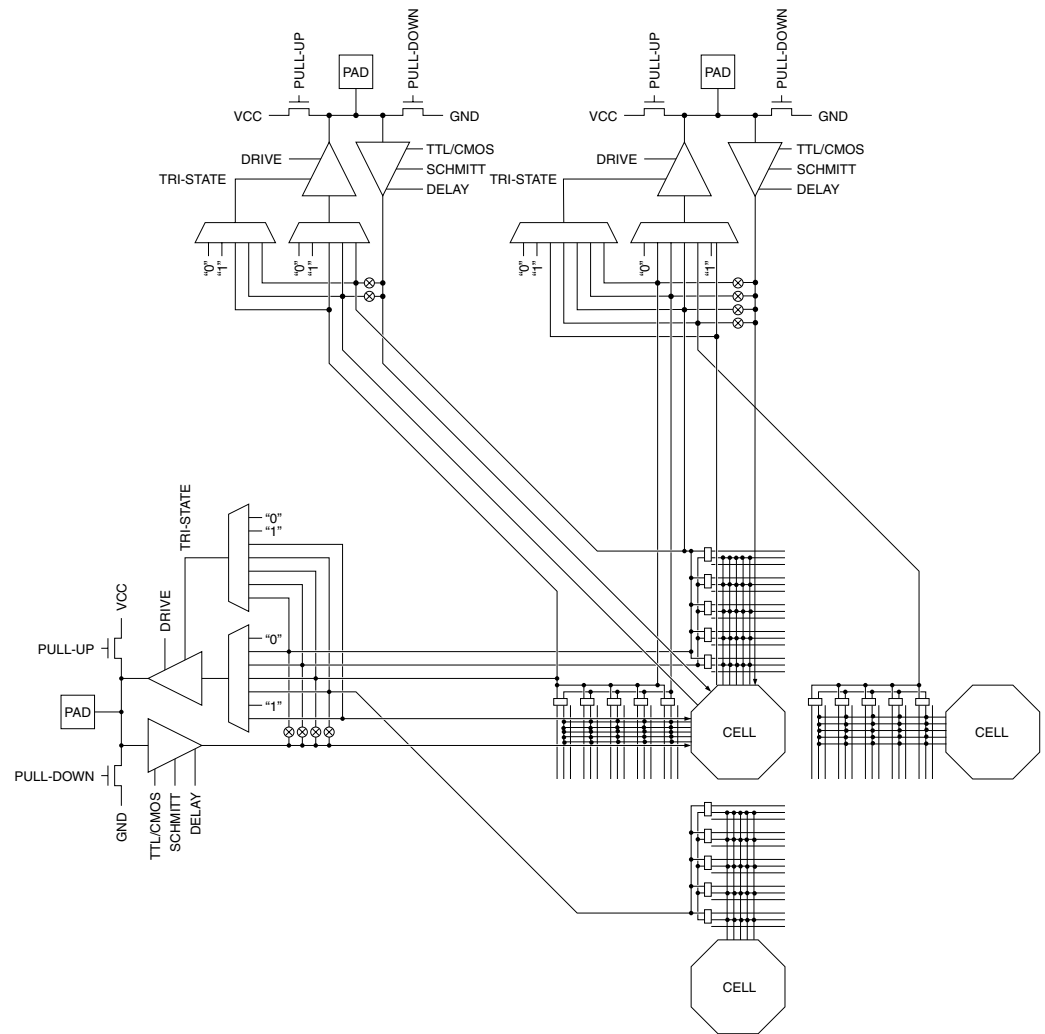 PULL-UP
PAD
PULL-DOWN
VCC
GND
DRIVE
TTL/CMOS
SCHMITT
DELAY
TRI-STATE
"0"
"1"
"0"
"1"
PULL-UP
PAD
PULL-DOWN
VCC
GND
DRIVE
TTL/CMOS
SCHMITT
DELAY
TRI-STATE
"0"
"1"
"0"
"1"
TRI-STATE
"0"
"1"
VCC
DRIVE
PULL-UP
"0"
PAD
"1"
PULL-DOWN
GND
TTL/CMOS
SCHMITT
DELAY
CELL
CELL
CELL